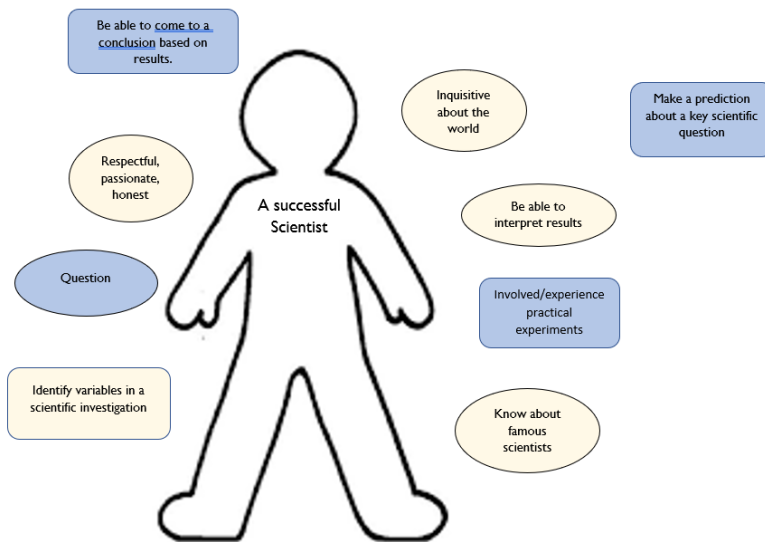 Be able to come to a
conclusion based on
results.
Inquisitive
about the
world
Make a prediction
about a key scientific
question
Respectful,
passionate,
honest
A successful
Scientist
Be able to
interpret results
Question
Involved/experience
practical
experiments
Identify variables in a
scientific investigation
Know about
famous
scientists